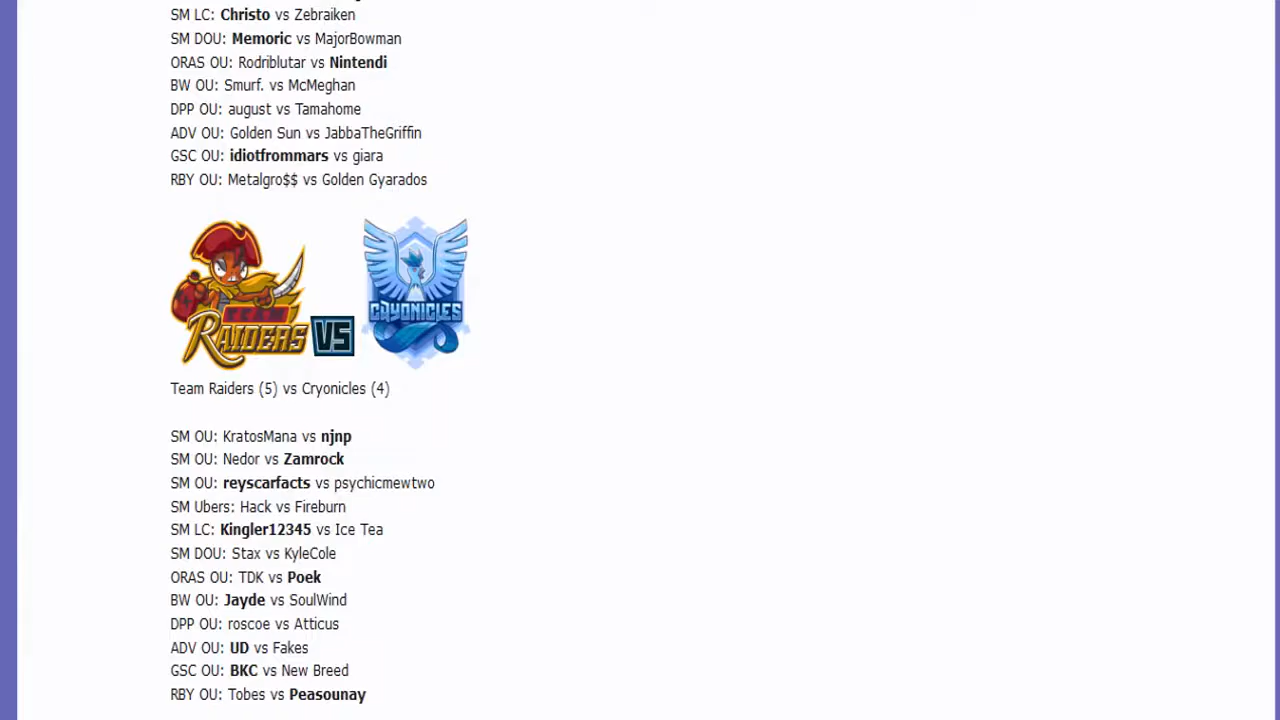 SM LC: Christo vs Zebraiken
SM DOU: Memoric vs MajorBowman
ORAS OU: Rodriblutar vs Nintendi
BW OU: Smurf. vs McMeghan
DPP OU: august vs Tamahome
ADV OU: Golden Sun vs JabbaTheGriffin
GSC OU: idiotfrommars vs giara
RBY OU: Metalgro$$ vs Golden Gyarados
TEAM
RAIDERS
VS
CRYONICLES
Team Raiders (5) vs Cryonicles (4)
SM OU: KratosMana vs njnp
SM OU: Nedor vs Zamrock
SM OU: reyscarfacts vs psychicmewtwo
SM Ubers: Hack vs Fireburn
SM LC: Kingler12345 vs Ice Tea
SM DOU: Stax vs KyleCole
ORAS OU: TDK vs Poek
BW OU: Jayde vs SoulWind
DPP OU: roscoe vs Atticus
ADV OU: UD vs Fakes
GSC OU: BKC vs New Breed
RBY OU: Tobes vs Peasounay